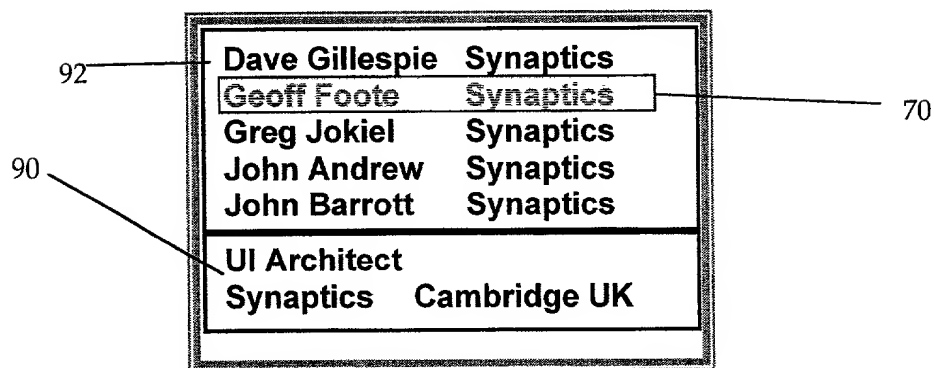 92
Dave Gillespie Synaptics
Geoff Foote Synaptics
70
Greg Jokiel Synaptics
90
John Andrew Synaptics
John Barrott Synaptics
UI Architect
Synaptics Cambridge UK